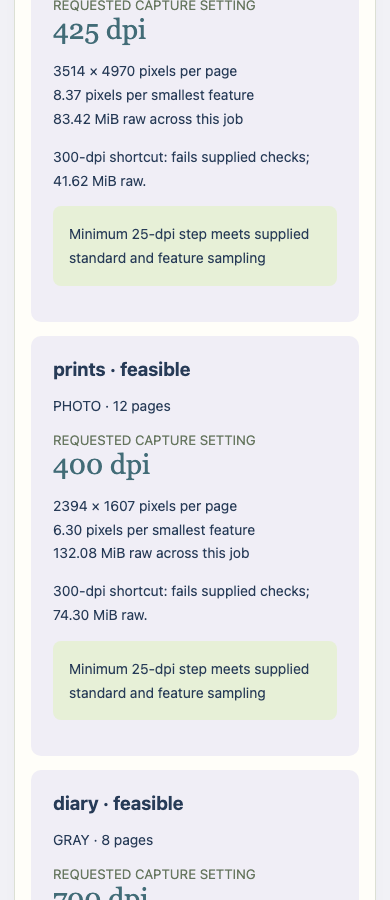 REQUESTED CAPTURE SETTING
425 dpi
3514 × 4970 pixels per page
8.37 pixels per smallest feature
83.42 MiB raw across this job
300-dpi shortcut: fails supplied checks;
41.62 MiB raw.
Minimum 25-dpi step meets supplied
standard and feature sampling
prints · feasible
PHOTO · 12 pages
REQUESTED CAPTURE SETTING
400 dpi
2394 × 1607 pixels per page
6.30 pixels per smallest feature
132.08 MiB raw across this job
300-dpi shortcut: fails supplied checks;
74.30 MiB raw.
Minimum 25-dpi step meets supplied
standard and feature sampling
diary · feasible
GRAY · 8 pages
REQUESTED CAPTURE SETTING
700 dpi